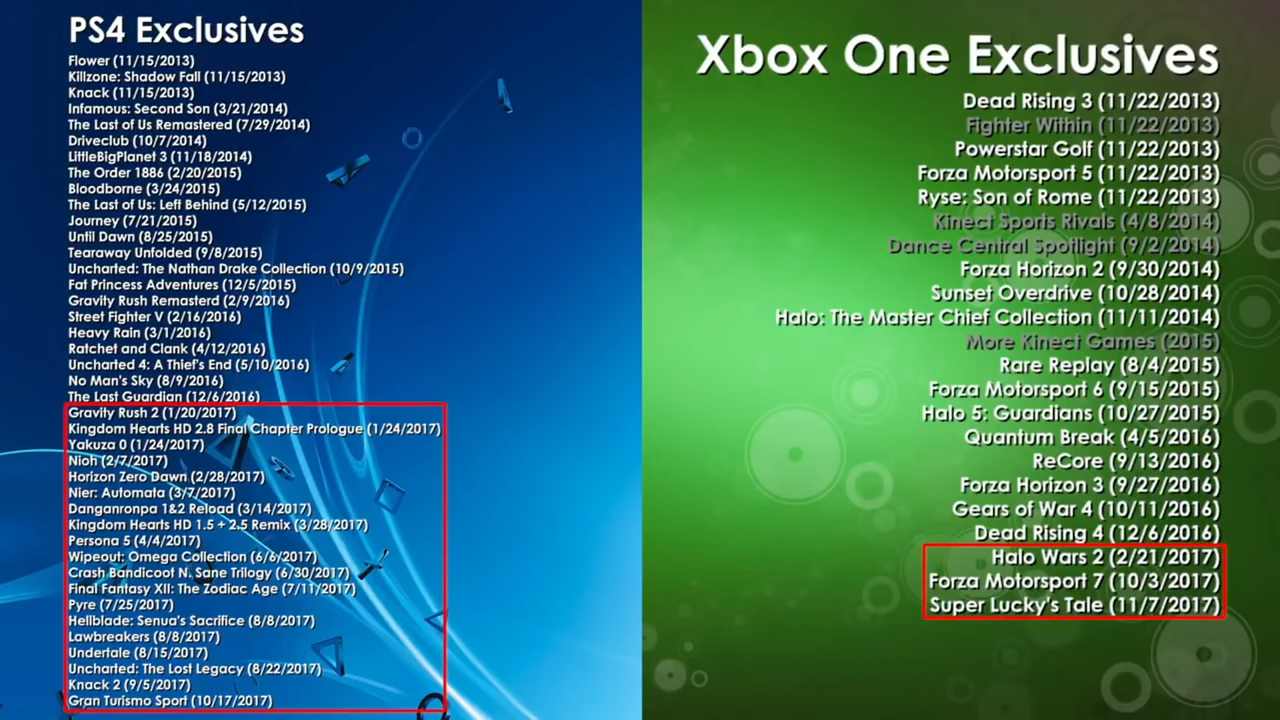 PS4 Exclusives
Flower (11/15/2013)
Killzone: Shadow Fall (11/15/2013)
Knack (11/15/2013)
Infamous: Second Son (3/21/2014)
The Last of Us Remastered (7/29/2014)
Driveclub (10/7/2014)
LittleBigPlanet 3 (11/18/2014)
The Order 1886 (2/20/2015)
Bloodborne (3/24/2015)
The Last of Us: Left Behind (5/12/2015)
Journey (7/21/2015)
Until Dawn (8/25/2015)
Tearaway Unfolded (9/8/2015)
Uncharted: The Nathan Drake Collection (10/9/2015)
Fat Princess Adventures (12/5/2015)
Gravity Rush Remasterd (2/9/2016)
Street Fighter V (2/16/2016)
Heavy Rain (3/1/2016)
Ratchet and Clank (4/12/2016)
Uncharted 4: A Thief's End (5/10/2016)
No Man's Sky (8/9/2016)
The Last Guardian (12/6/2016)
Gravity Rush 2 (1/20/2017)
Kingdom Hearts HD 2.8 Final Chapter Prologue (1/24/2017)
Yakuza 0 (1/24/2017)
Nioh (2/7/2017)
Horizon Zero Dawn (2/28/2017)
Nier: Automata (3/7/2017)
Danganronpa 1&2 Reload (3/14/2017)
Kingdom Hearts HD 1.5 + 2.5 Remix (3/28/2017)
Persona 5 (4/4/2017)
Wipeout: Omega Collection (6/6/2017)
Crash Bandicoot N. Sane Trilogy (6/30/2017)
Final Fantasy XII: The Zodiac Age (7/11/2017)
Pyre (7/25/2017)
Hellblade: Senua's Sacrifice (8/8/2017)
Lawbreakers (8/8/2017)
Undertale (8/15/2017)
Uncharted: The Lost Legacy (8/22/2017)
Knack 2 (9/5/2017)
Gran Turismo Sport (10/17/2017)
Xbox One Exclusives
Dead Rising 3 (11/22/2013)
Fighter Within (11/22/2013)
Powerstar Golf (11/22/2013)
Forza Motorsport 5 (11/22/2013)
Ryse: Son of Rome (11/22/2013)
Kinect Sports Rivals (4/8/2014)
Dance Central Spotlight (9/2/2014)
Forza Horizon 2 (9/30/2014)
Sunset Overdrive (10/28/2014)
Halo: The Master Chief Collection (11/11/2014)
More Kinect Games (2015)
Rare Replay (8/4/2015)
Forza Motorsport 6 (9/15/2015)
Halo 5: Guardians (10/27/2015)
Quantum Break (4/5/2016)
ReCore (9/13/2016)
Forza Horizon 3 (9/27/2016)
Gears of War 4 (10/11/2016)
Dead Rising 4 (12/6/2016)
Halo Wars 2 (2/21/2017)
Forza Motorsport 7 (10/3/2017)
Super Lucky's Tale (11/7/2017)